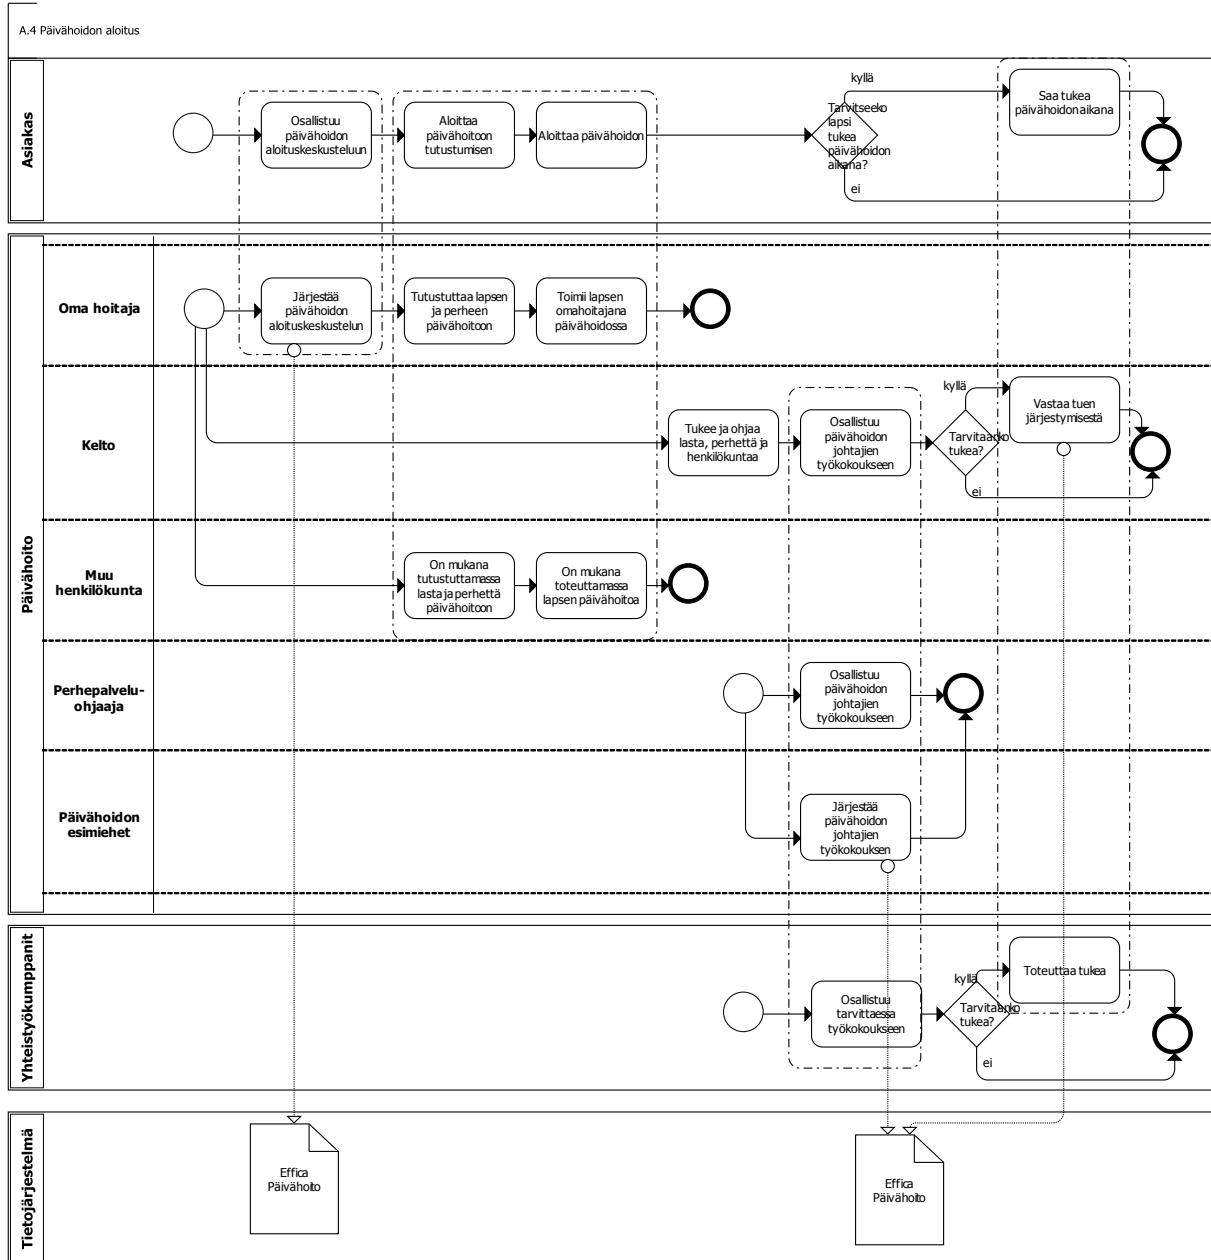 A.4 Päivähoidon aloitus
Asiakas
Osallistuu
päivähoidon
aloituskeskusteluun
Aloittaa
päivähoitoon
tutustumisen
Aloittaa päivähoidon
Tarvitseeko
lapsi
tukea
päivähoidon
aikana?
kyllä
ei
Saa tukea
päivähoidon aikana
Päivähoito
Oma hoitaja
Järjestää
päivähoidon
aloituskeskustelun
Tutustuttaa lapsen
ja perheen
päivähoitoon
Toimii lapsen
omahoitajana
päivähoidossa
Kelto
Tukee ja ohjaa
lasta, perhettä ja
henkilökuntaa
Osallistuu
päivähoidon
johtajien
työkokoukseen
Tarvitaanko
tukea?
kyllä
ei
Vastaa tuen
järjestymisestä
Muu
henkilökunta
On mukana
tutustuttamassa
lasta ja perhettä
päivähoitoon
On mukana
toteuttamassa
lapsen päivähoitoa
Perhepalvelu-
ohjaaja
Osallistuu
päivähoidon
johtajien
työkokoukseen
Päivähoidon
esimiehet
Järjestää
päivähoidon
johtajien
työkokouksen
Yhteistyökumppanit
Osallistuu
tarvittaessa
työkokoukseen
Tarvitaanko
tukea?
kyllä
ei
Toteuttaa tukea
Tietojärjestelmä
Effica
Päivähoito
Effica
Päivähoito